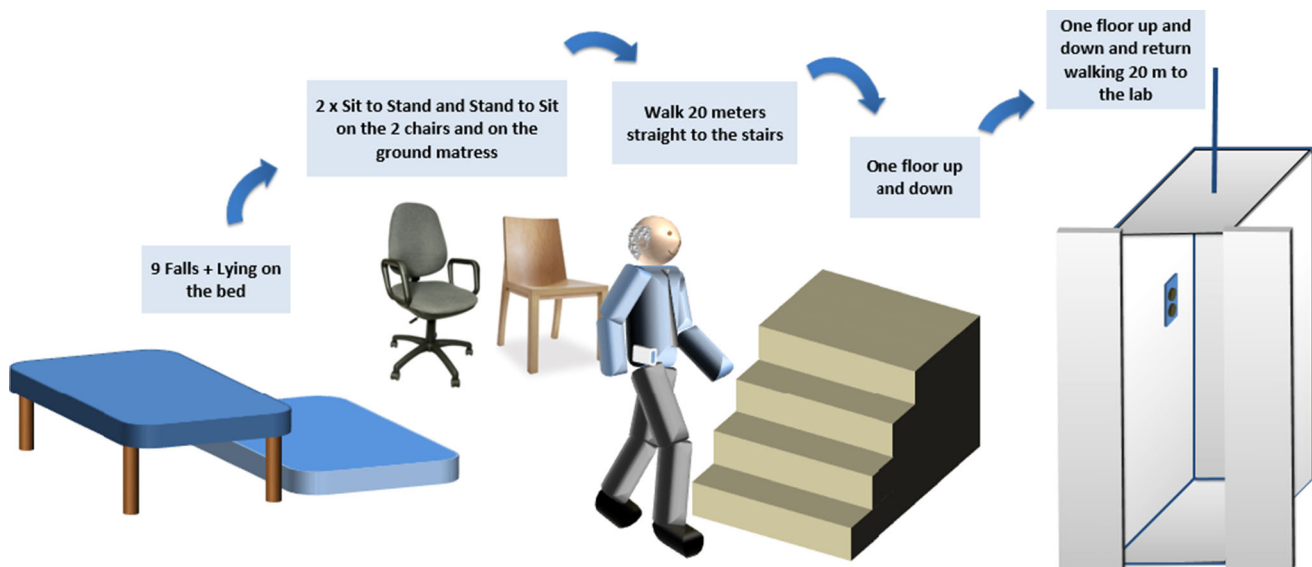 9 Falls + Lying on
the bed
2 x Sit to Stand and Stand to Sit
on the 2 chairs and on the
ground matress
Walk 20 meters
straight to the stairs
One floor up
and down
One floor up and
down and return
walking 20 m to
the lab